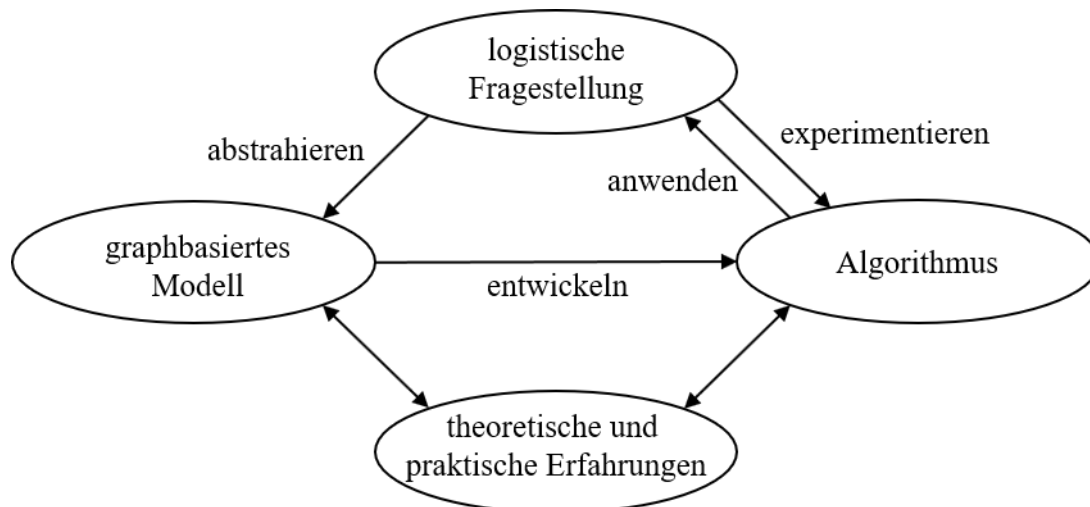 logistische
Fragestellung
abstrahieren
experimentieren
anwenden
graphbasiertes
Modell
entwickeln
Algorithmus
theoretische und
praktische Erfahrungen